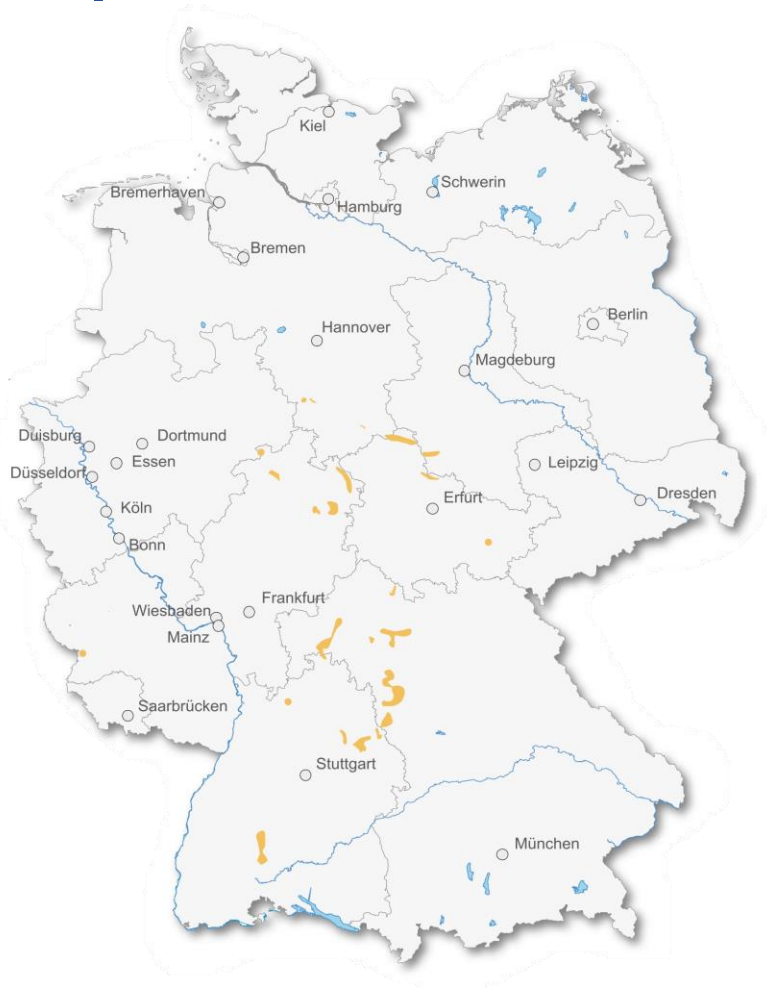 Kiel
Schwerin
Bremerhaven
Hamburg
Bremen
Berlin
Hannover
Magdeburg
Duisburg
Dortmund
Essen
Leipzig
Düsseldorf
Erfurt
Dresden
Köln
Bonn
Frankfurt
Wiesbaden
Mainz
Saarbrücken
Stuttgart
München